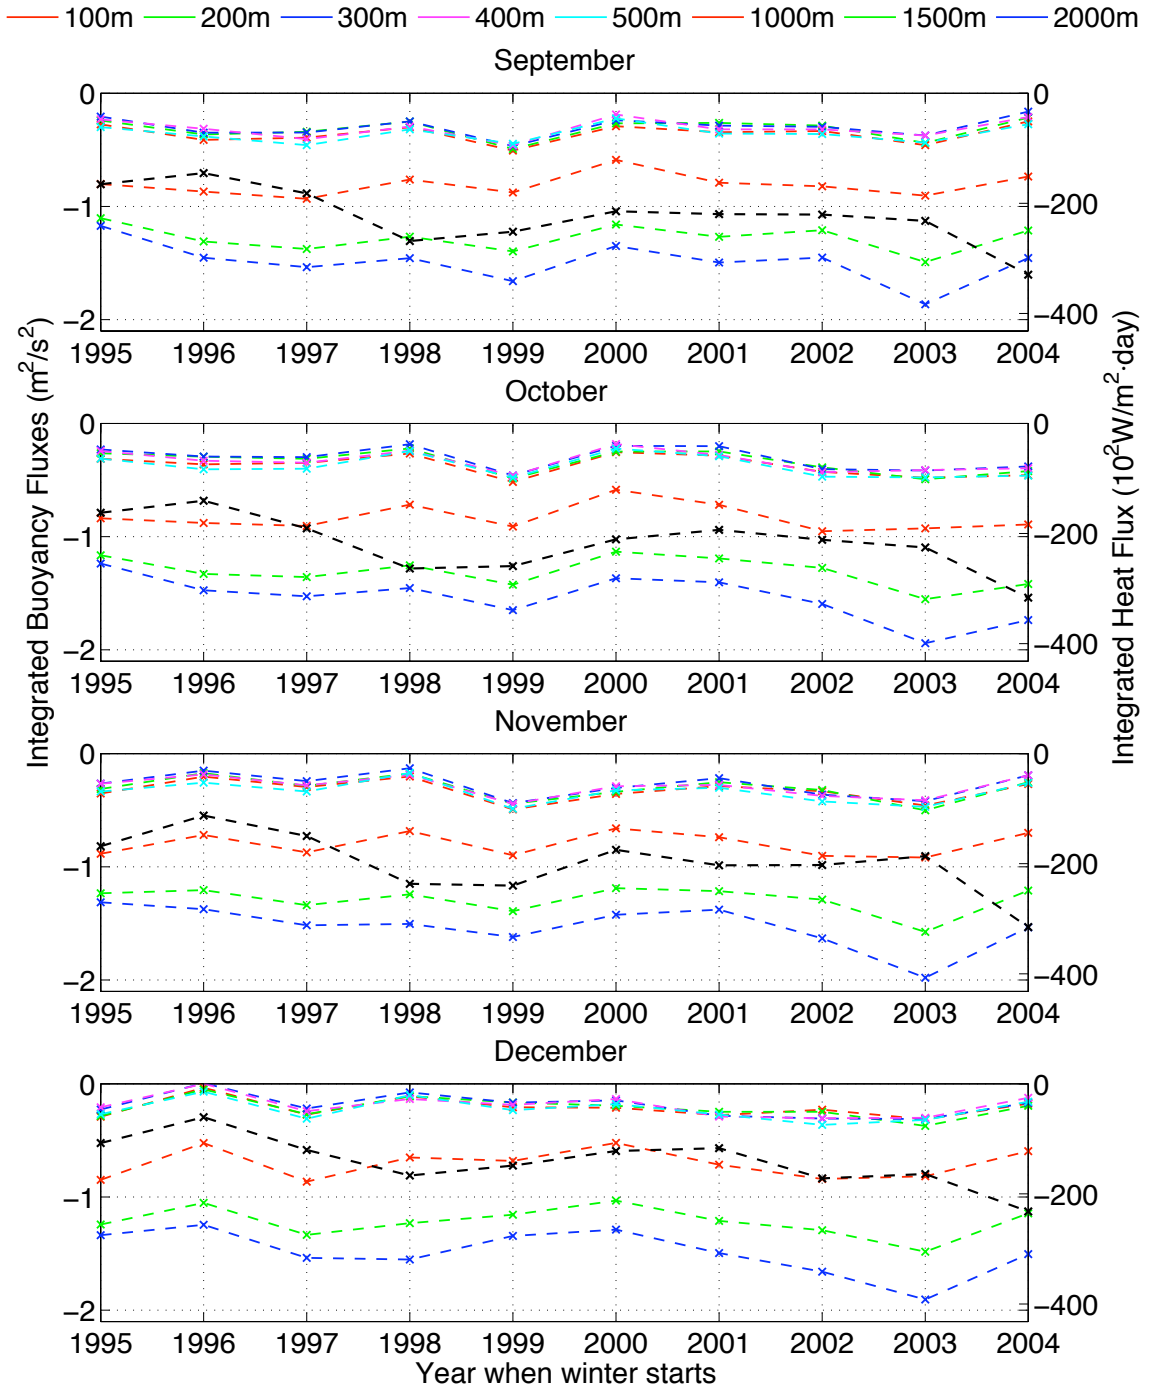 100m 200m 300m 400m 500m 1000m 1500m 2000m
September
0
−1
−2
0
−200
−400
1995 1996 1997 1998 1999 2000 2001 2002 2003 2004
October
0
−1
−2
0
−200
−400
1995 1996 1997 1998 1999 2000 2001 2002 2003 2004
Integrated Buoyancy Fluxes (m²/s²)
Integrated Heat Flux (10²W/m²·day)
November
0
−1
−2
0
−200
−400
1995 1996 1997 1998 1999 2000 2001 2002 2003 2004
December
0
−1
−2
0
−200
−400
1995 1996 1997 1998 1999 2000 2001 2002 2003 2004
Year when winter starts